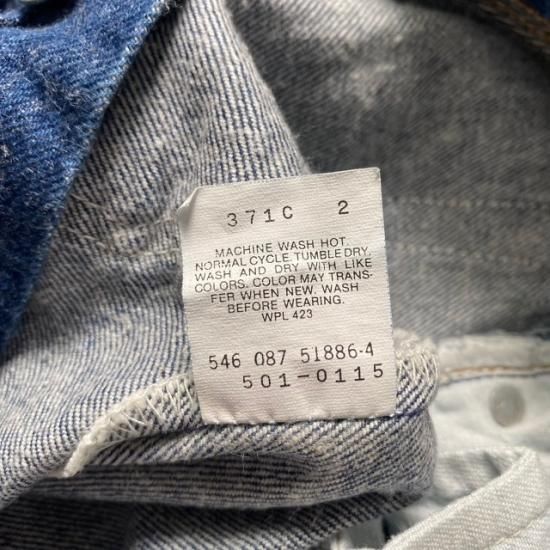 371C 2
MACHINE WASH HOT.
NORMAL CYCLE. TUMBLE DRY.
WASH AND DRY WITH LIKE
COLORS. COLOR MAY TRANS-
FER WHEN NEW. WASH
BEFORE WEARING.
WPL 423
546 087 51886-4
501-0115